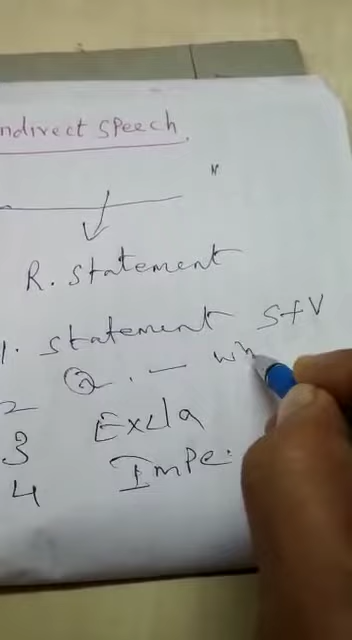 ndirect speech.
R. Statement
1. Statement S+V
2 Q. — wh
3 Excla
4 Impe.